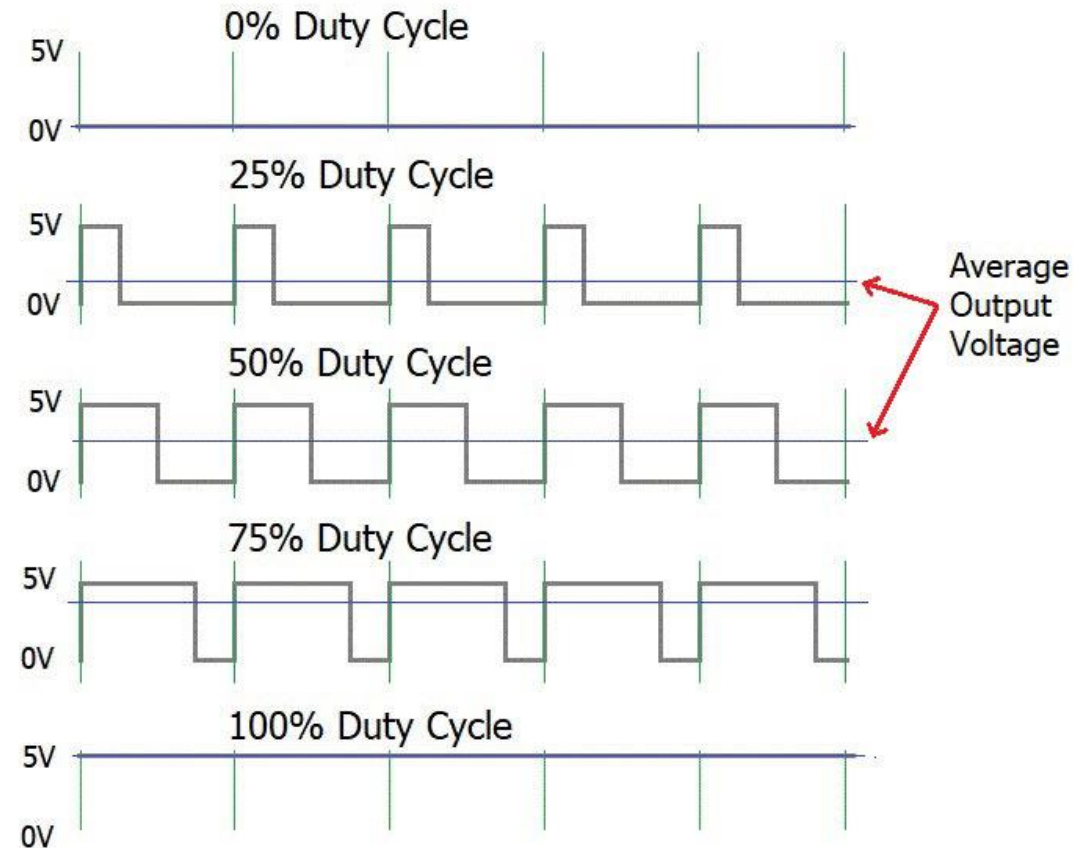 0% Duty Cycle
5V
0V
25% Duty Cycle
5V
0V
Average
Output
Voltage
50% Duty Cycle
5V
0V
75% Duty Cycle
5V
0V
100% Duty Cycle
5V
0V